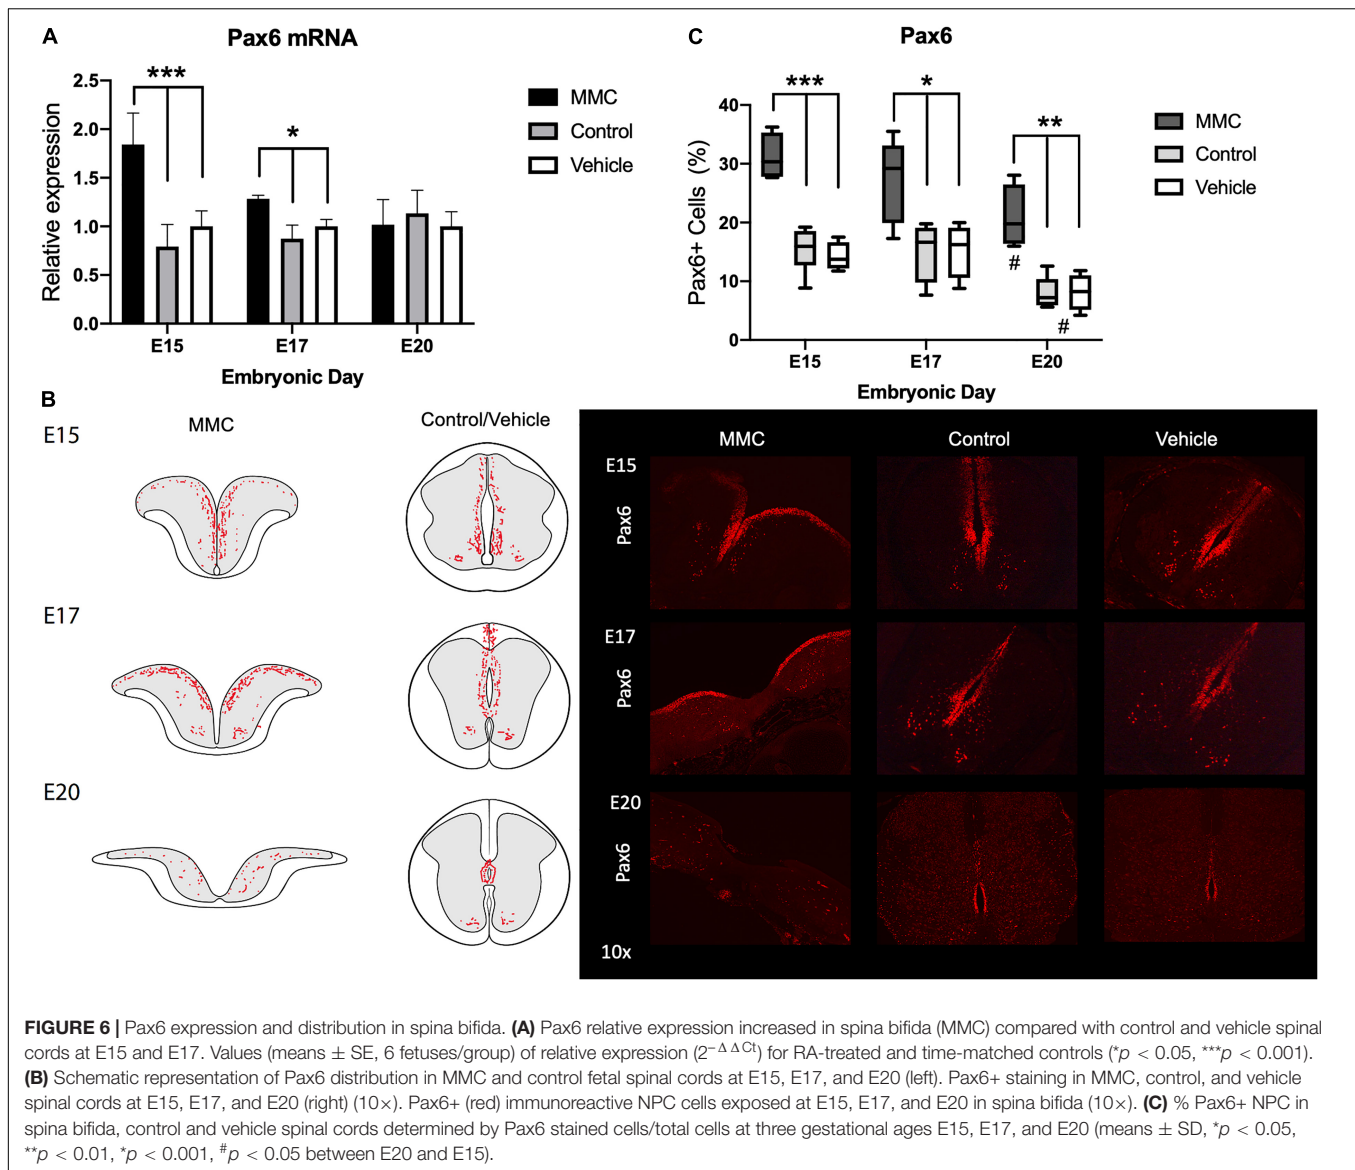 A
Pax6 mRNA
Relative expression
2.5
2.0
1.5
1.0
0.5
0.0
***
*
MMC
Control
Vehicle
E15
E17
E20
Embryonic Day
C
Pax6
Pax6+ Cells (%)
40
30
20
10
0
***
*
**
#
#
MMC
Control
Vehicle
E15
E17
E20
Embryonic Day
B
MMC
Control/Vehicle
E15
E17
E20
MMC
Control
Vehicle
E15
Pax6
E17
Pax6
E20
Pax6
10x
FIGURE 6 | Pax6 expression and distribution in spina bifida. (A) Pax6 relative expression increased in spina bifida (MMC) compared with control and vehicle spinal
cords at E15 and E17. Values (means ± SE, 6 fetuses/group) of relative expression (2−ΔΔCt) for RA-treated and time-matched controls (*p < 0.05, ***p < 0.001).
(B) Schematic representation of Pax6 distribution in MMC and control fetal spinal cords at E15, E17, and E20 (left). Pax6+ staining in MMC, control, and vehicle
spinal cords at E15, E17, and E20 (right) (10×). Pax6+ (red) immunoreactive NPC cells exposed at E15, E17, and E20 in spina bifida (10×). (C) % Pax6+ NPC in
spina bifida, control and vehicle spinal cords determined by Pax6 stained cells/total cells at three gestational ages E15, E17, and E20 (means ± SD, *p < 0.05,
**p < 0.01, *p < 0.001, #p < 0.05 between E20 and E15).